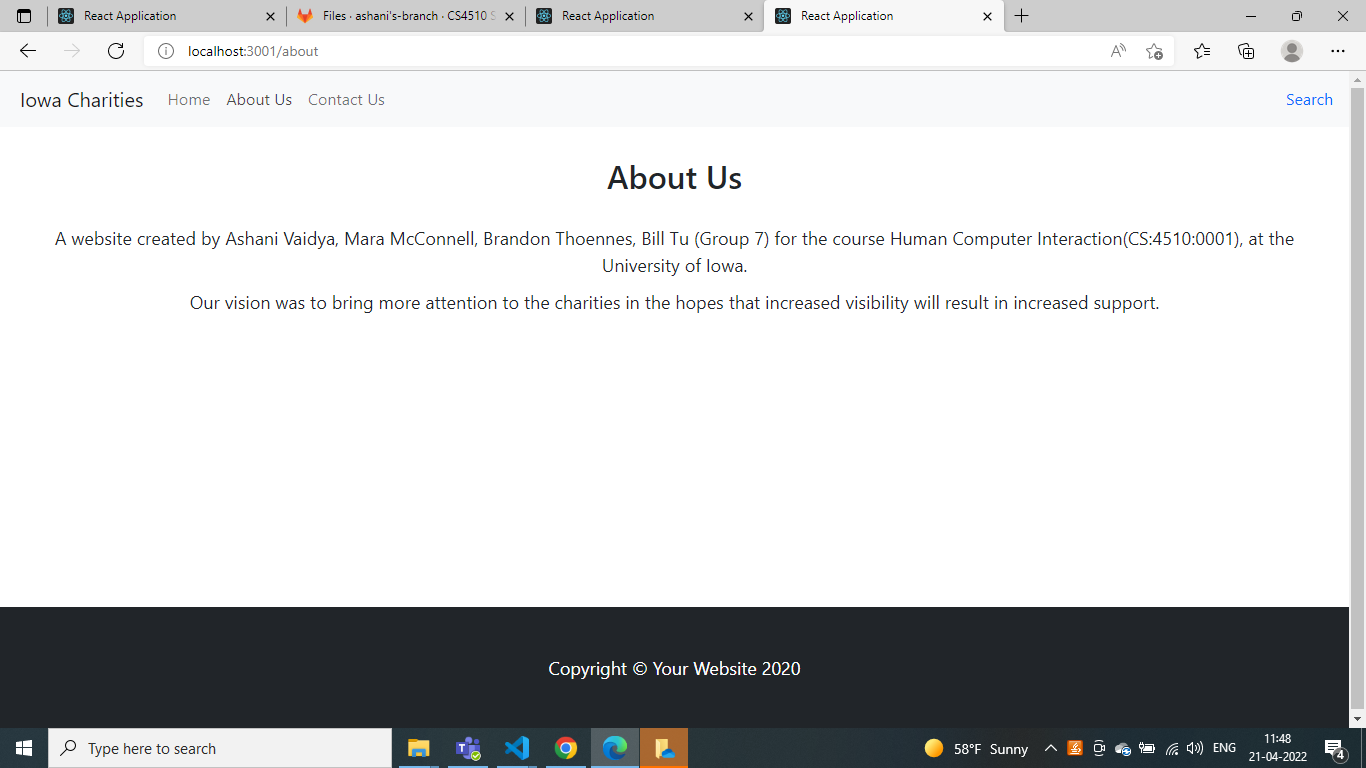 React Application
Files · ashani's-branch · CS4510 S
React Application
React Application
localhost:3001/about
Iowa Charities Home About Us Contact Us Search
About Us
A website created by Ashani Vaidya, Mara McConnell, Brandon Thoennes, Bill Tu (Group 7) for the course Human Computer Interaction(CS:4510:0001), at the
University of Iowa.
Our vision was to bring more attention to the charities in the hopes that increased visibility will result in increased support.
Copyright © Your Website 2020
Type here to search
58°F Sunny
ENG
11:48
21-04-2022
4